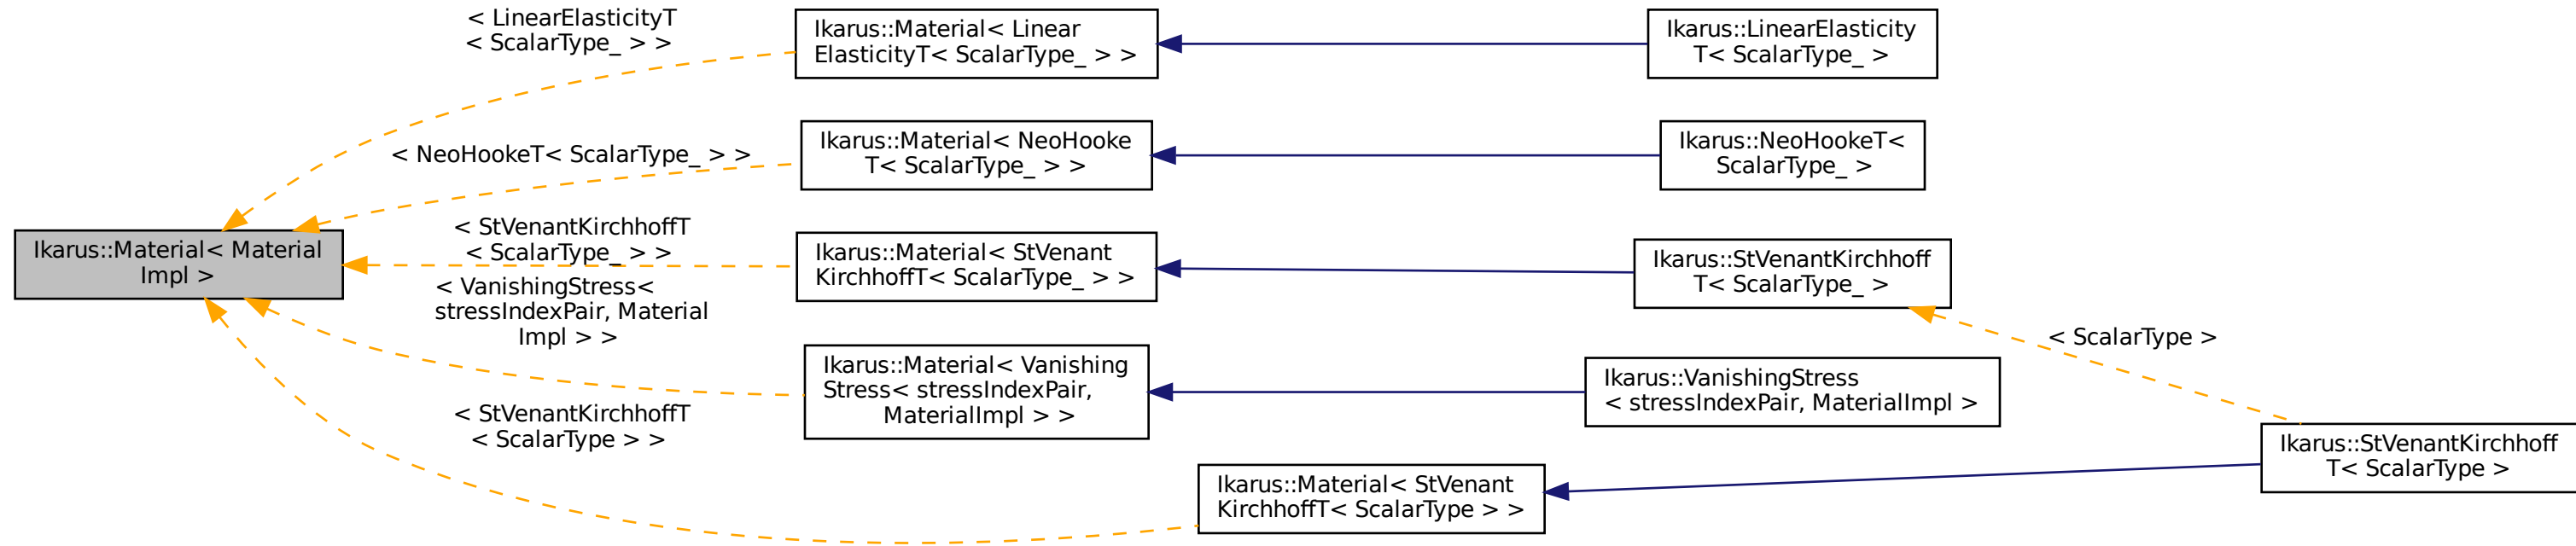 < LinearElasticityT
< ScalarType_ > >
Ikarus::Material< Linear
ElasticityT< ScalarType_ > >
Ikarus::LinearElasticity
T< ScalarType_ >
< NeoHookeT< ScalarType_ > >
Ikarus::Material< NeoHooke
T< ScalarType_ > >
Ikarus::NeoHookeT<
ScalarType_ >
Ikarus::Material< Material
Impl >
< StVenantKirchhoffT
< ScalarType_ > >
Ikarus::Material< StVenant
KirchhoffT< ScalarType_ > >
Ikarus::StVenantKirchhoff
T< ScalarType_ >
< VanishingStress<
stressIndexPair, Material
Impl > >
Ikarus::Material< Vanishing
Stress< stressIndexPair,
MaterialImpl > >
Ikarus::VanishingStress
< stressIndexPair, MaterialImpl >
< ScalarType >
< StVenantKirchhoffT
< ScalarType > >
Ikarus::Material< StVenant
KirchhoffT< ScalarType > >
Ikarus::StVenantKirchhoff
T< ScalarType >